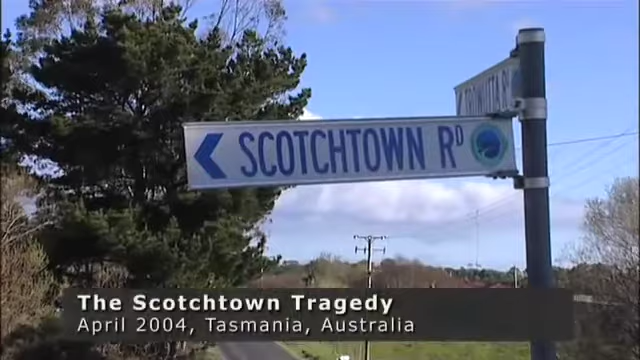 SCOTCHTOWN RD
The Scotchtown Tragedy
April 2004, Tasmania, Australia